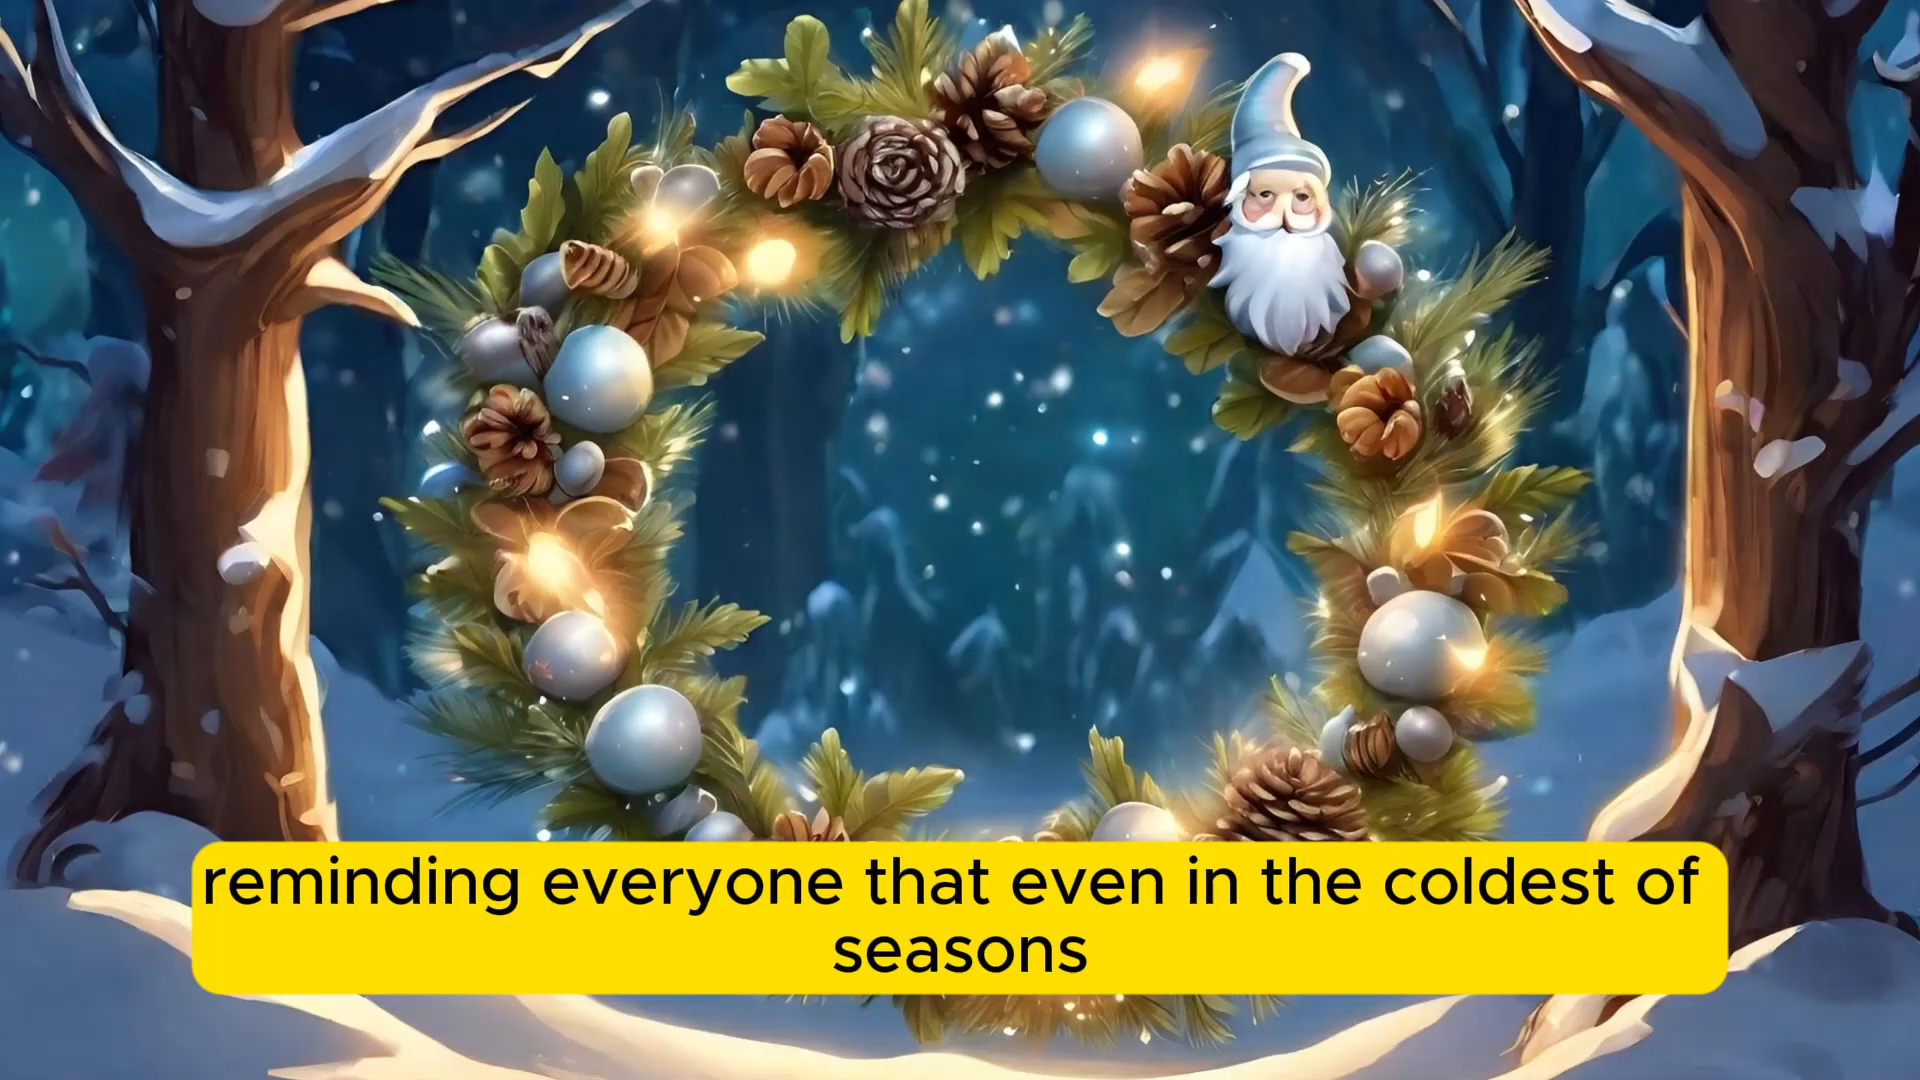 reminding everyone that even in the coldest of
seasons